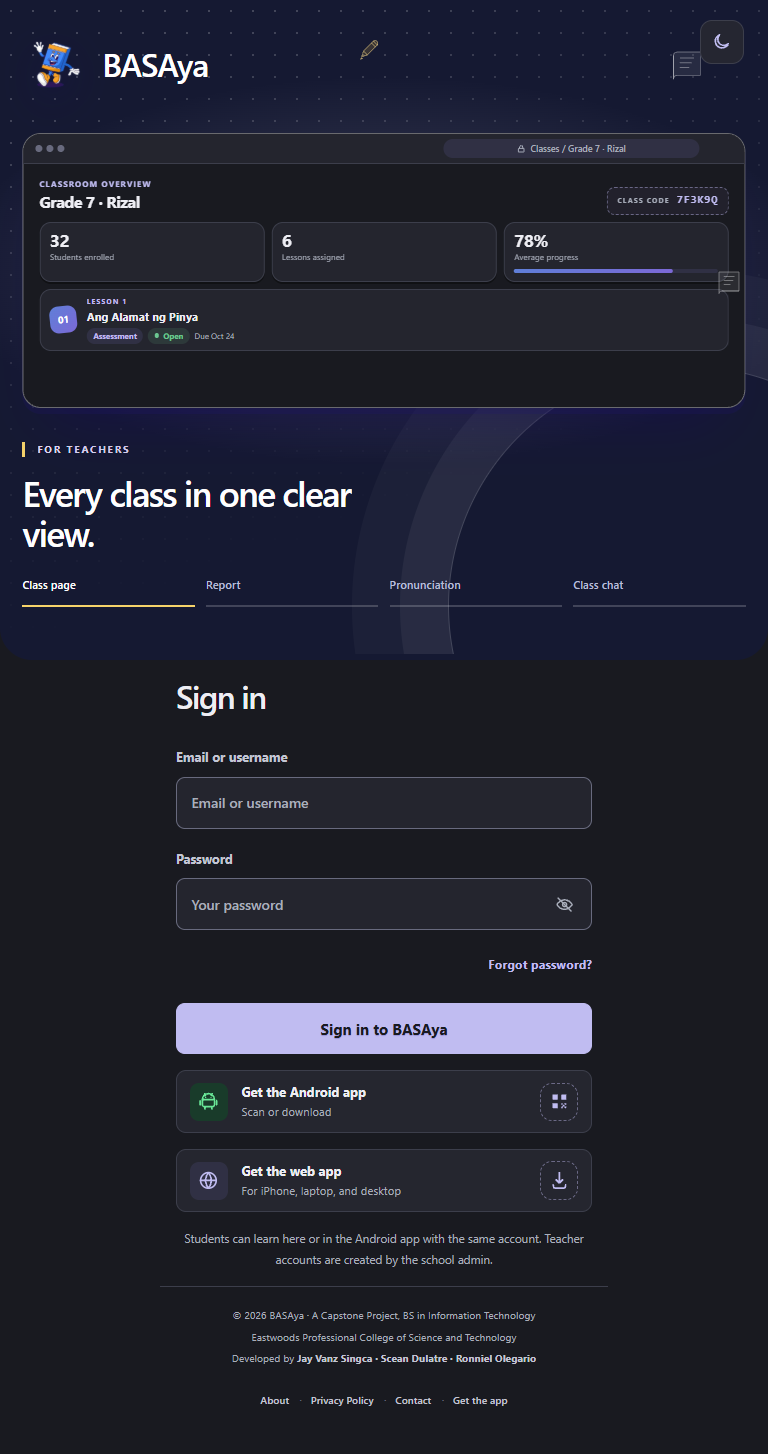 BASAya
Classes / Grade 7 · Rizal
CLASSROOM OVERVIEW
Grade 7 · Rizal
CLASS CODE 7F3K9Q
32
Students enrolled
6
Lessons assigned
78%
Average progress
01
LESSON 1
Ang Alamat ng Pinya
Assessment Open Due Oct 24
FOR TEACHERS
Every class in one clear
view.
Class page Report Pronunciation Class chat
Sign in
Email or username
Email or username
Password
Your password
Forgot password?
Sign in to BASAya
Get the Android app
Scan or download
Get the web app
For iPhone, laptop, and desktop
Students can learn here or in the Android app with the same account. Teacher
accounts are created by the school admin.
© 2026 BASAya · A Capstone Project, BS in Information Technology
Eastwoods Professional College of Science and Technology
Developed by Jay Vanz Singca · Scean Dulatre · Ronniel Olegario
About · Privacy Policy · Contact · Get the app